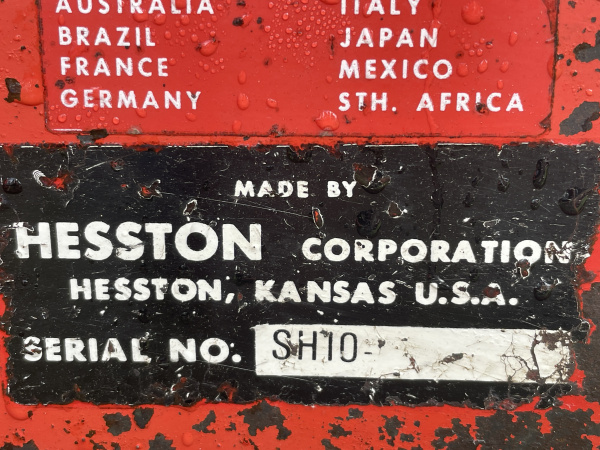 AUSTRALIA ITALY
BRAZIL JAPAN
FRANCE MEXICO
GERMANY STH. AFRICA
MADE BY
HESSTON CORPORATION
HESSTON, KANSAS U.S.A.
SERIAL NO. SH10-